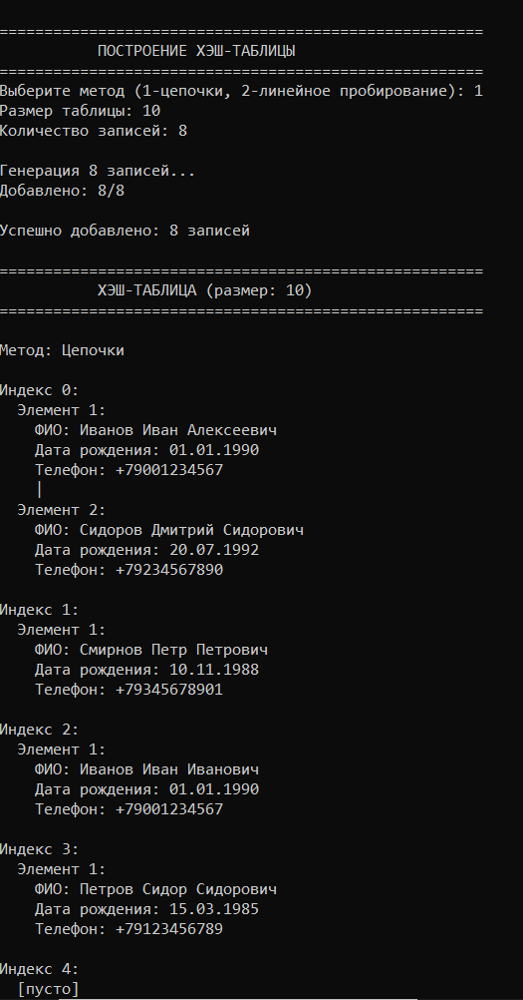 ======================================================
ПОСТРОЕНИЕ ХЭШ-ТАБЛИЦЫ
======================================================
Выберите метод (1-цепочки, 2-линейное пробирование): 1
Размер таблицы: 10
Количество записей: 8
Генерация 8 записей...
Добавлено: 8/8
Успешно добавлено: 8 записей
======================================================
ХЭШ-ТАБЛИЦА (размер: 10)
======================================================
Метод: Цепочки
Индекс 0:
Элемент 1:
ФИО: Иванов Иван Алексеевич
Дата рождения: 01.01.1990
Телефон: +79001234567
|
Элемент 2:
ФИО: Сидоров Дмитрий Сидорович
Дата рождения: 20.07.1992
Телефон: +79234567890
Индекс 1:
Элемент 1:
ФИО: Смирнов Петр Петрович
Дата рождения: 10.11.1988
Телефон: +79345678901
Индекс 2:
Элемент 1:
ФИО: Иванов Иван Иванович
Дата рождения: 01.01.1990
Телефон: +79001234567
Индекс 3:
Элемент 1:
ФИО: Петров Сидор Сидорович
Дата рождения: 15.03.1985
Телефон: +79123456789
Индекс 4:
[пусто]